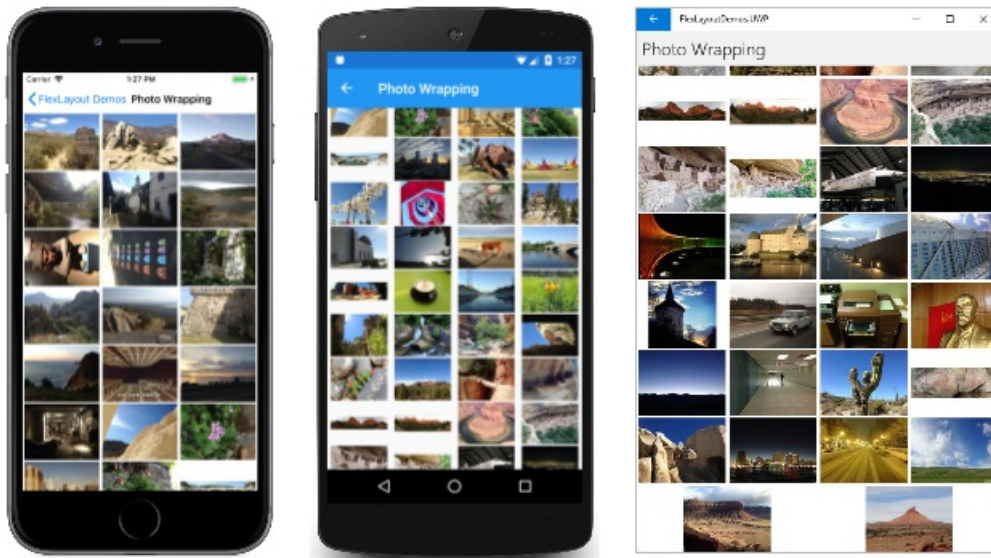 Carrier 1:27 PM
FlexLayout Demos Photo Wrapping
1:27
Photo Wrapping
FlexLayoutDemos.UWP
Photo Wrapping